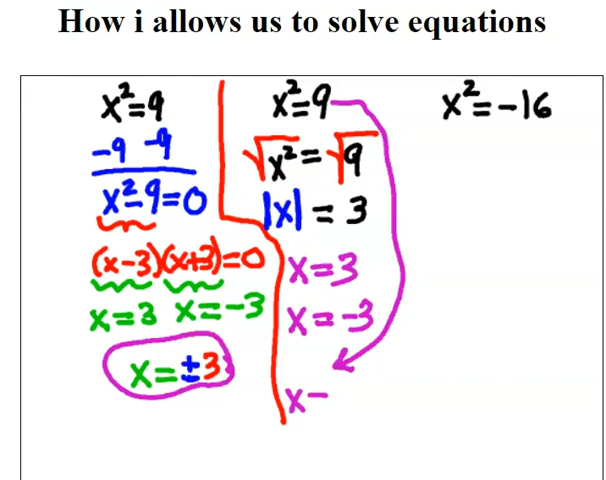 How i allows us to solve equations
x²=9
-9 -9
x²-9=0
(x-3)(x+3)=0
x=3 x=-3
x=±3
x²=9
√x²=√9
|x|=3
x=3
x=-3
x=
x²=-16